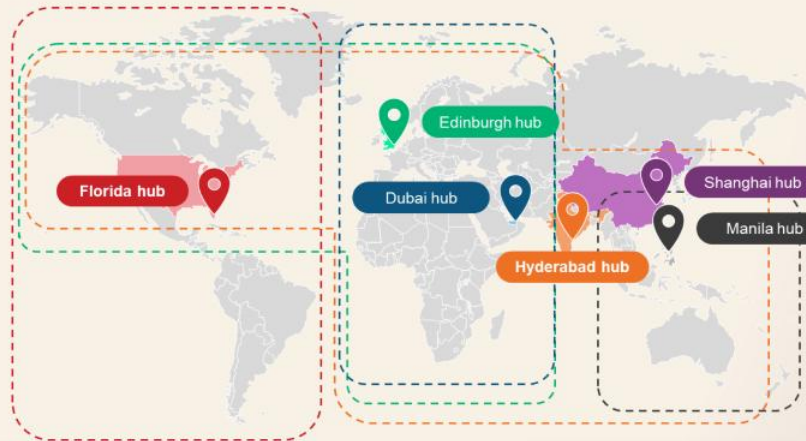 Edinburgh hub
Florida hub
Dubai hub
Shanghai hub
Manila hub
Hyderabad hub